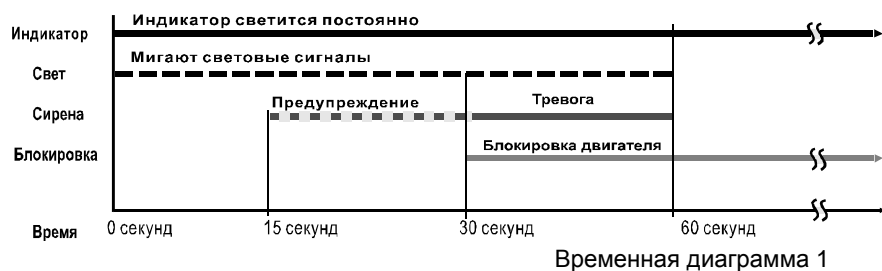 Индикатор светится постоянно
Индикатор
Мигают световые сигналы
Свет
Предупреждение
Тревога
Сирена
Блокировка двигателя
Блокировка
Время
0 секунд
15 секунд
30 секунд
60 секунд
Временная диаграмма 1